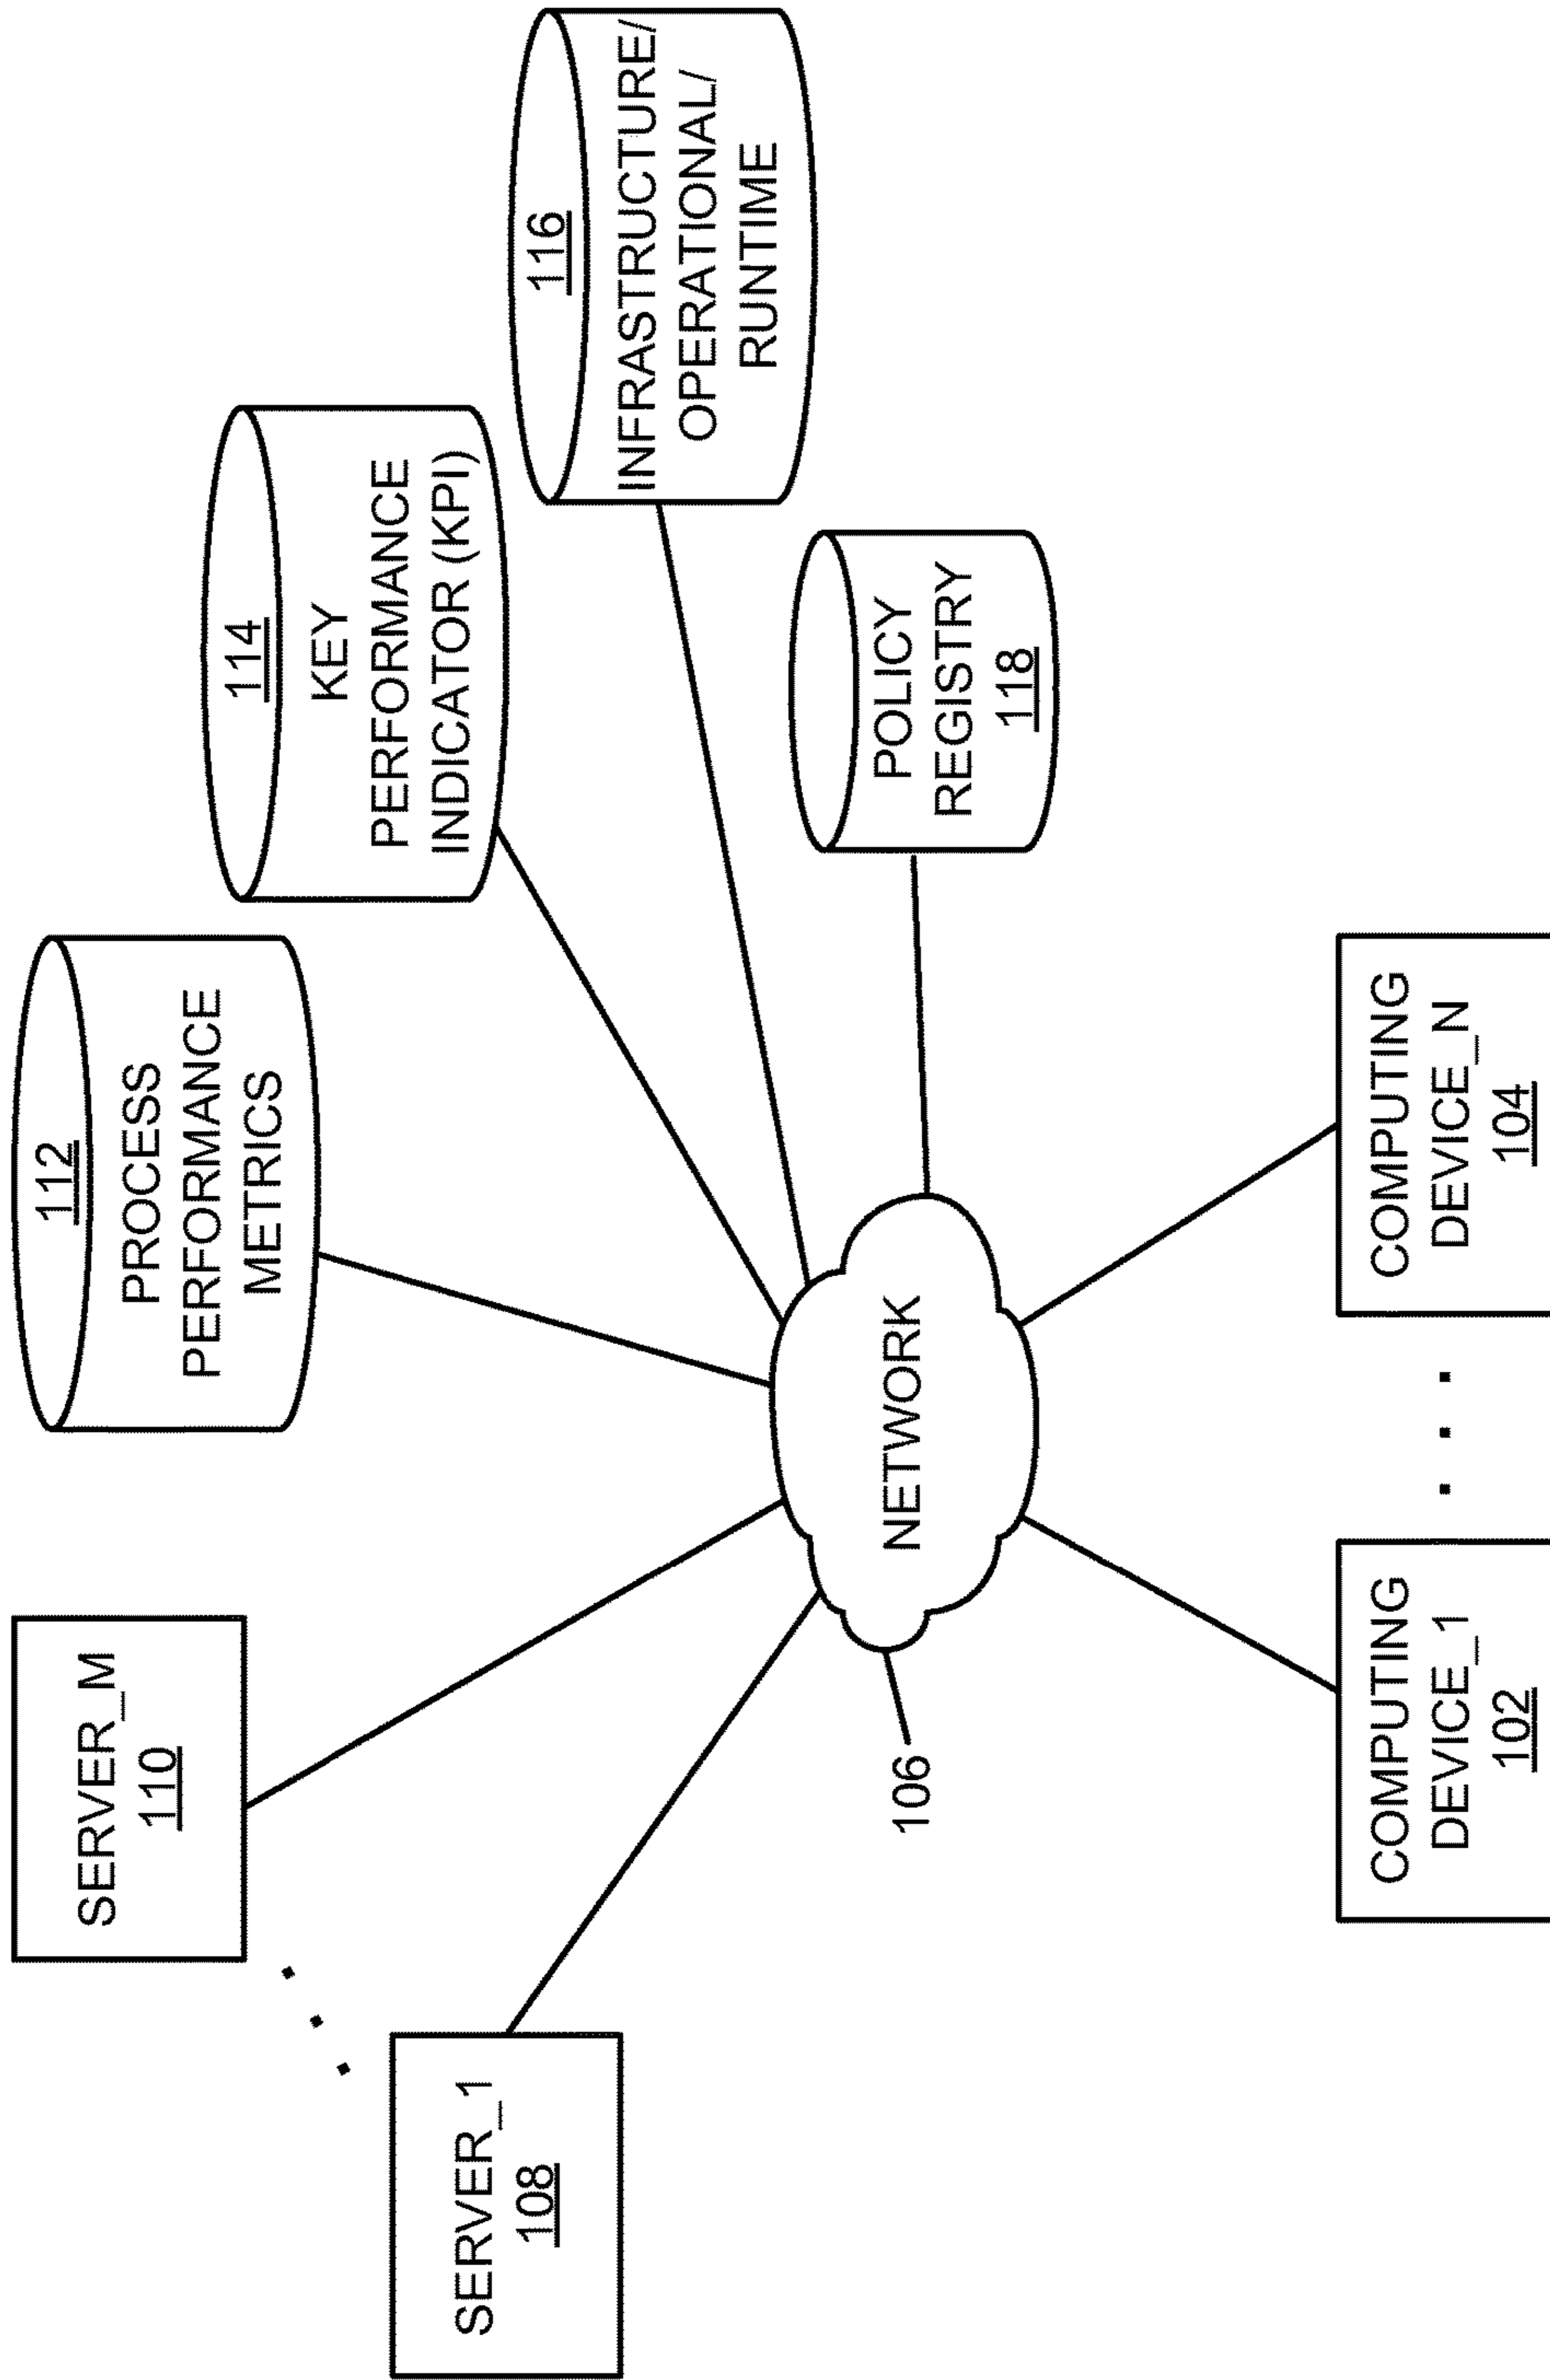 SERVER_M
110
SERVER_1
108
112
PROCESS
PERFORMANCE
METRICS
114
KEY
PERFORMANCE
INDICATOR (KPI)
116
INFRASTRUCTURE/
OPERATIONAL/
RUNTIME
POLICY
REGISTRY
118
NETWORK
106
COMPUTING
DEVICE_1
102
COMPUTING
DEVICE_N
104